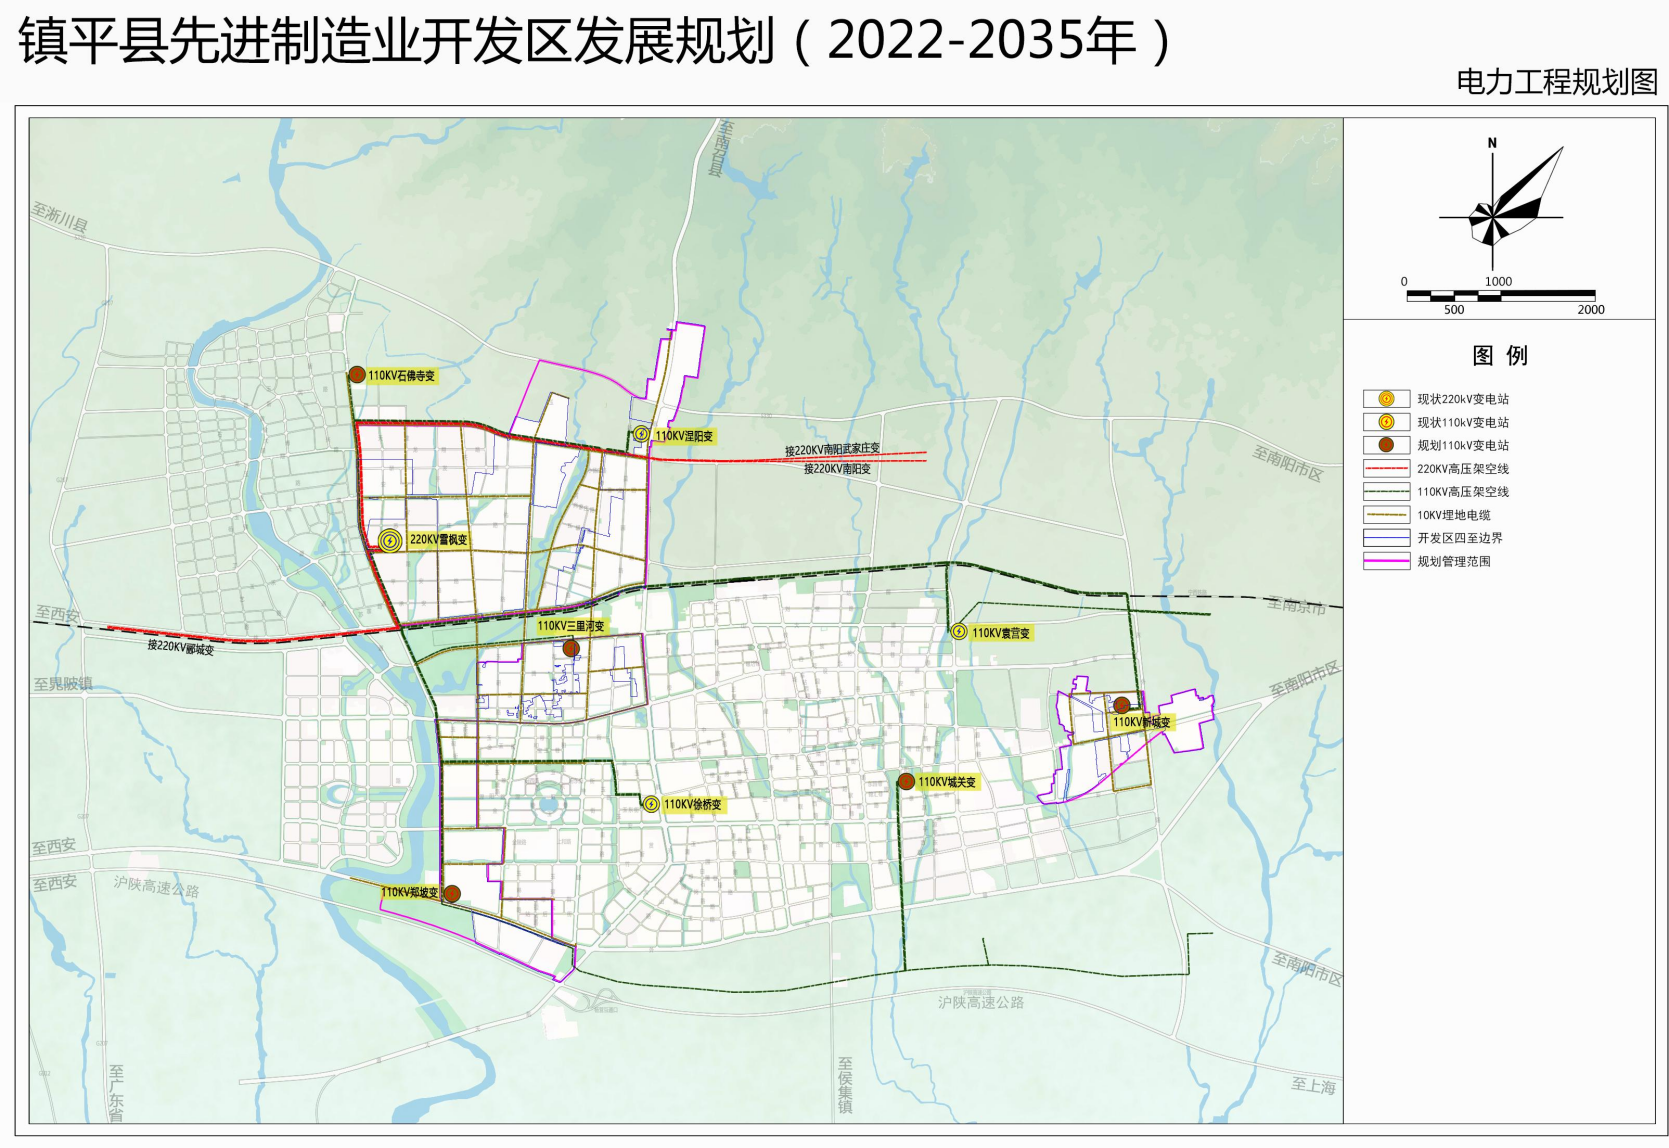 镇平县先进制造业开发区发展规划（2022-2035年）
电力工程规划图
至南召县
至淅川县
N
0
1000
500
2000
图 例
现状220kV变电站
现状110kV变电站
规划110kV变电站
220KV高压架空线
110KV高压架空线
10KV埋地电缆
开发区四至边界
规划管理范围
110KV石佛寺变
110KV涅阳变
接220KV南阳武家庄变
接220KV南阳变
至南阳市区
220KV雪枫变
至西安
至南京市
接220KV郦城变
110KV三里河变
110KV袁营变
至晁陂镇
至南阳市区
110KV新城变
110KV城关变
110KV徐桥变
至西安
至西安
沪陕高速公路
110KV郑坡变
至南阳市区
沪陕高速公路
至广东省
至侯集镇
至上海